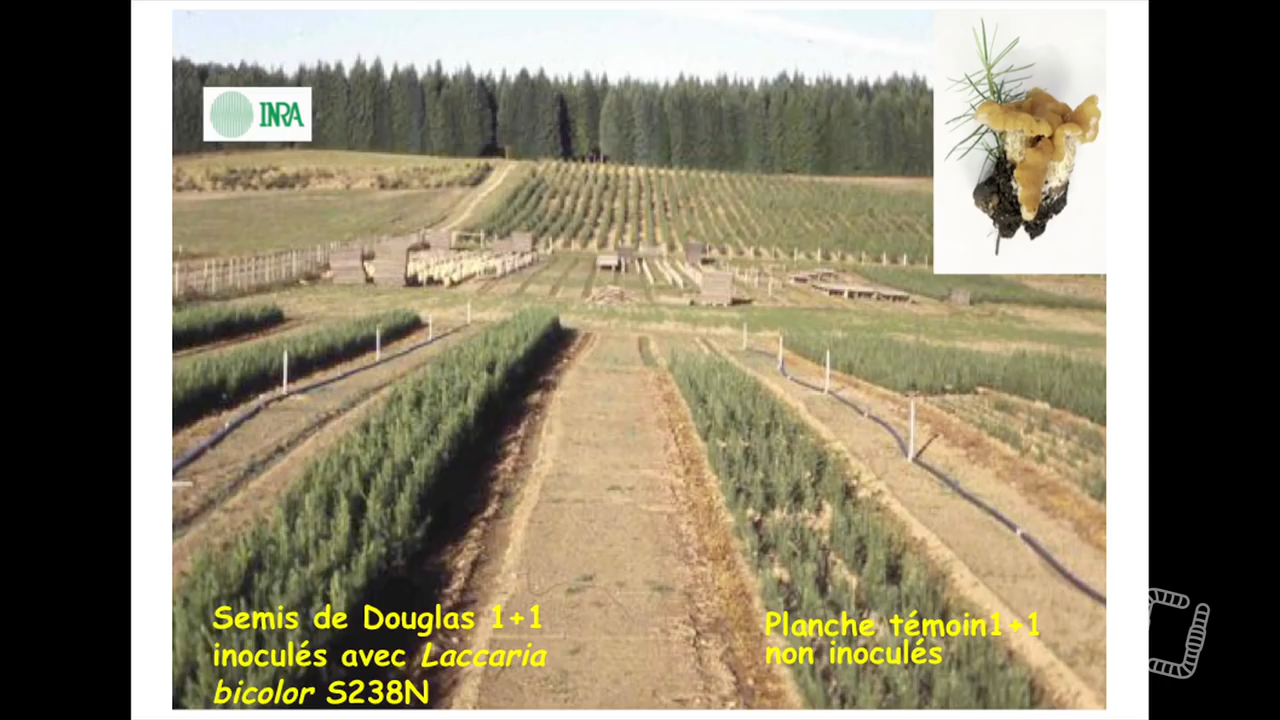 INRA
Semis de Douglas 1+1
inoculés avec Laccaria
bicolor S238N
Planche témoin1+1
non inoculés